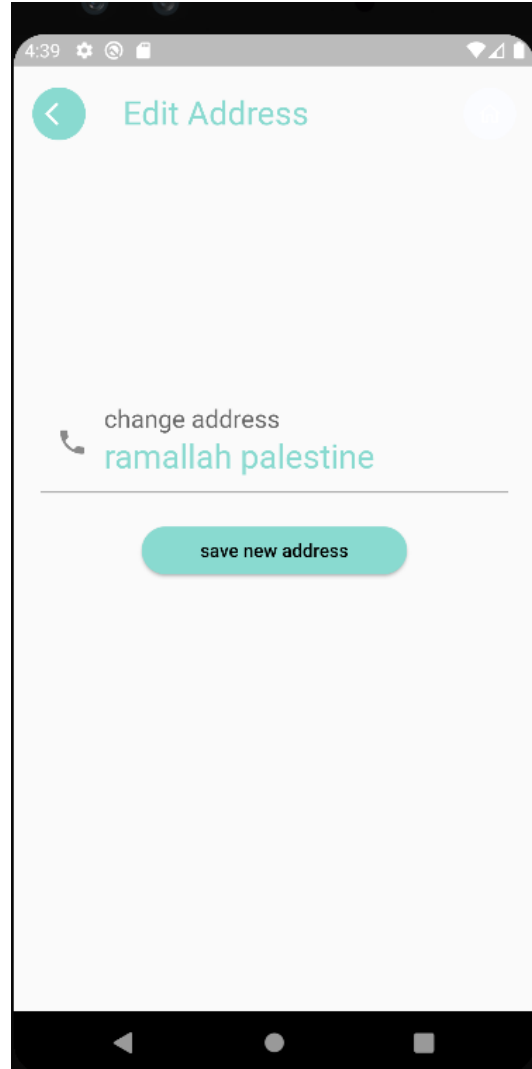 4:39
Edit Address
change address
ramallah palestine
save new address